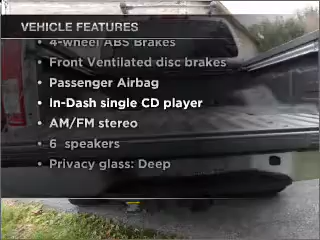 VEHICLE FEATURES
• 4-wheel ABS Brakes
• Front Ventilated disc brakes
• Passenger Airbag
• In-Dash single CD player
• AM/FM stereo
• 6 speakers
• Privacy glass: Deep